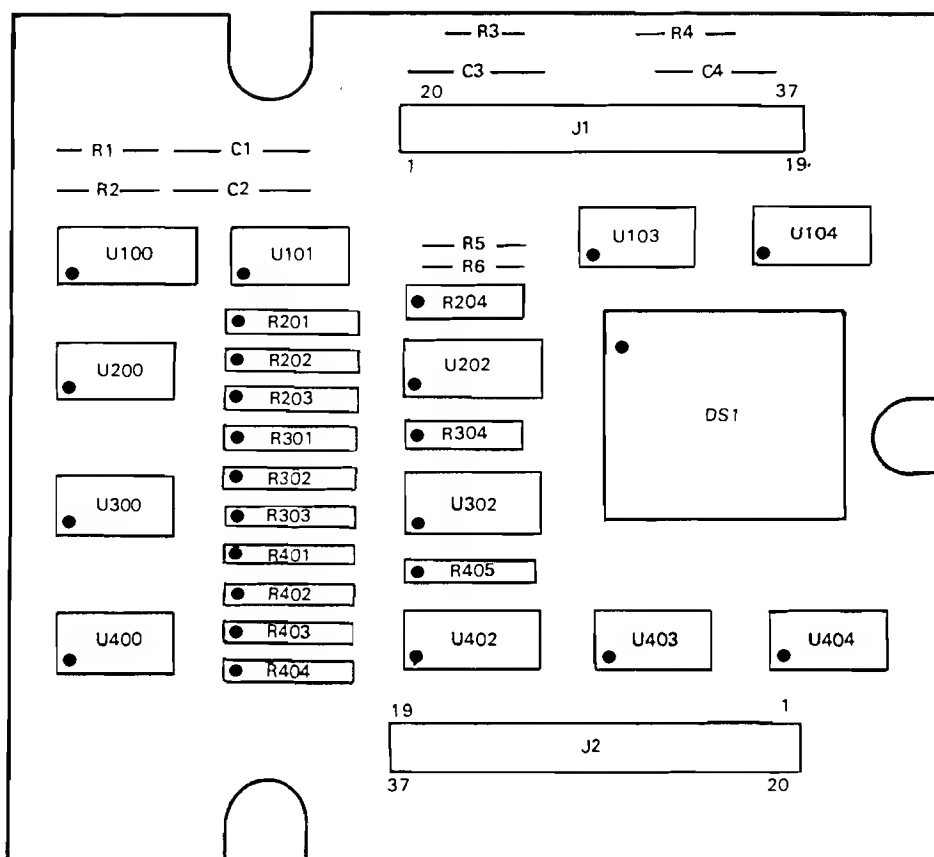 R3 R4
C3 C4
20 37
J1
1 19
R1 C1
R2 C2
U103 U104
U100 U101 R5
R6
R204
R201
R202 U202
U200
R203
DS1
R301 R304
R302
U300 U302
R303
R401
R405
R402
R403
U400 U402 U403 U404
R404
19 1
J2
37 20